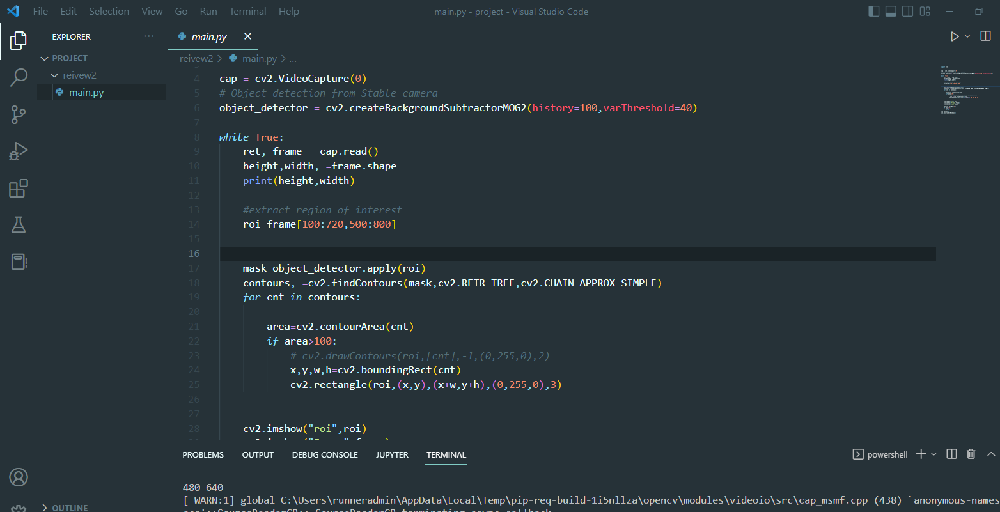 File Edit Selection View Go Run Terminal Help
main.py - project - Visual Studio Code
EXPLORER
main.py
PROJECT
reivew2
main.py
reivew2 > main.py > ...
4 cap = cv2.VideoCapture(0)
5 # Object detection from Stable camera
6 object_detector = cv2.createBackgroundSubtractorMOG2(history=100,varThreshold=40)
7
8 while True:
9 ret, frame = cap.read()
10 height,width,_=frame.shape
11 print(height,width)
12
13 #extract region of interest
14 roi=frame[100:720,500:800]
15
16
17 mask=object_detector.apply(roi)
18 contours,_=cv2.findContours(mask,cv2.RETR_TREE,cv2.CHAIN_APPROX_SIMPLE)
19 for cnt in contours:
20
21 area=cv2.contourArea(cnt)
22 if area>100:
23 # cv2.drawContours(roi,[cnt],-1,(0,255,0),2)
24 x,y,w,h=cv2.boundingRect(cnt)
25 cv2.rectangle(roi,(x,y),(x+w,y+h),(0,255,0),3)
26
27
28 cv2.imshow("roi",roi)
PROBLEMS OUTPUT DEBUG CONSOLE JUPYTER TERMINAL
powershell
480 640
[ WARN:1] global C:\Users\runneradmin\AppData\Local\Temp\pip-req-build-1i5nllza\opencv\modules\videoio\src\cap_msmf.cpp (438) `anonymous-names
OUTLINE